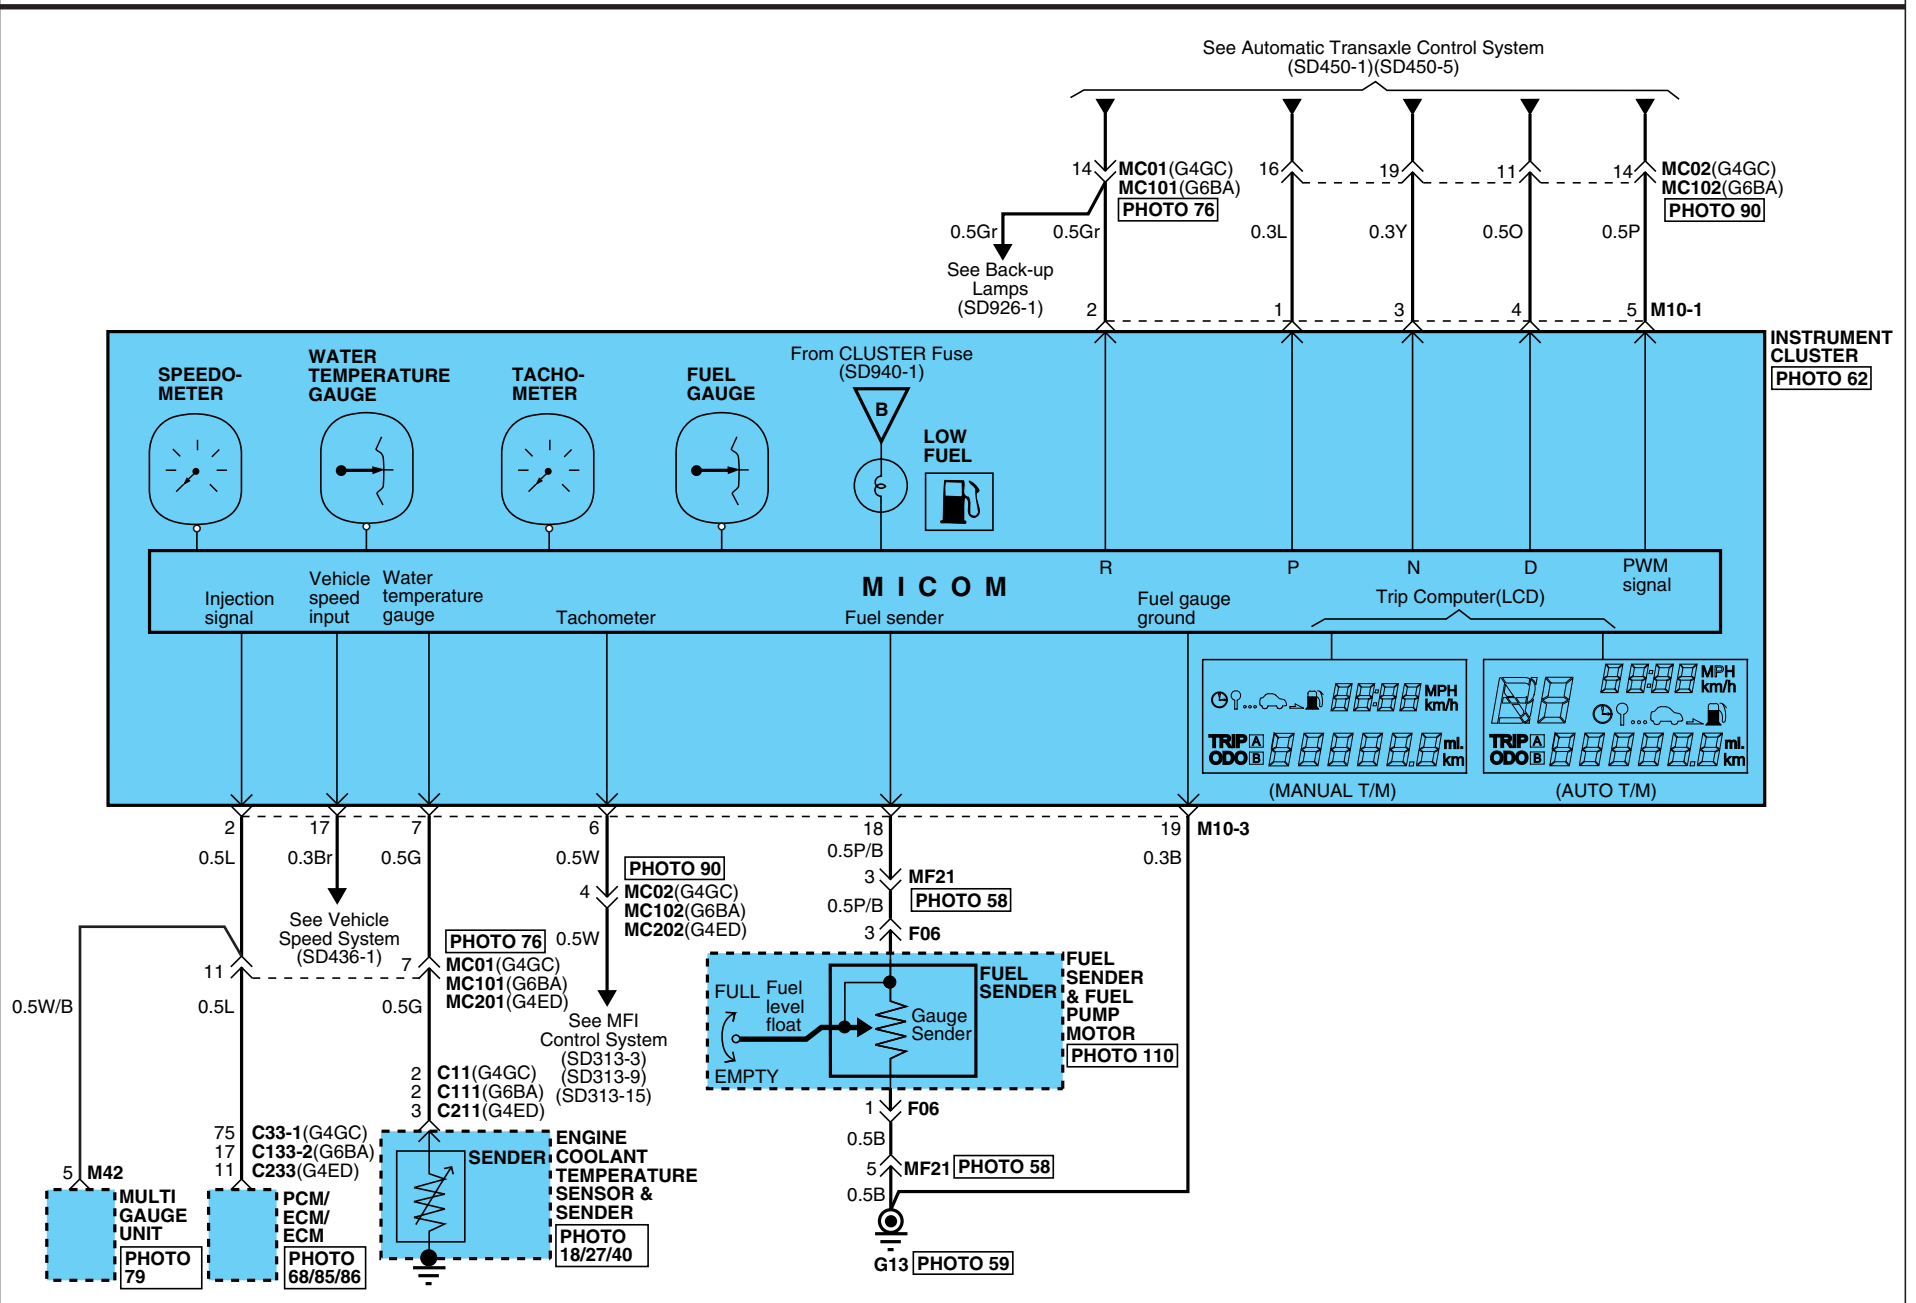 See Automatic Transaxle Control System
(SD450-1)(SD450-5)
14
MC01(G4GC)
MC101(G6BA)
PHOTO 76
16
19
11
14
MC02(G4GC)
MC102(G6BA)
PHOTO 90
0.5Gr
0.5Gr
0.3L
0.3Y
0.5O
0.5P
See Back-up
Lamps
(SD926-1)
2
1
3
4
5
M10-1
INSTRUMENT
CLUSTER
PHOTO 62
SPEEDO-
METER
WATER
TEMPERATURE
GAUGE
TACHO-
METER
FUEL
GAUGE
From CLUSTER Fuse
(SD940-1)
B
LOW
FUEL
MICOM
R
P
N
D
PWM
signal
Injection
signal
Vehicle
speed
input
Water
temperature
gauge
Tachometer
Fuel sender
Fuel gauge
ground
Trip Computer(LCD)
88:88 MPH
km/h
TRIP A
ODO B
888888.8 mi.
km
(MANUAL T/M)
88:88 MPH
km/h
TRIP A
ODO B
888888.8 mi.
km
(AUTO T/M)
2
17
7
6
18
19
M10-3
0.5L
0.3Br
0.5G
0.5W
0.5P/B
0.3B
PHOTO 90
4
MC02(G4GC)
MC102(G6BA)
MC202(G4ED)
0.5W
3
MF21
PHOTO 58
0.5P/B
3
F06
See Vehicle
Speed System
(SD436-1)
PHOTO 76
11
7
MC01(G4GC)
MC101(G6BA)
MC201(G4ED)
0.5W/B
0.5L
0.5G
See MFI
Control System
(SD313-3)
(SD313-9)
(SD313-15)
FULL
Fuel
level
float
EMPTY
FUEL
SENDER
Gauge
Sender
FUEL
SENDER
& FUEL
PUMP
MOTOR
PHOTO 110
2 C11(G4GC)
2 C111(G6BA)
3 C211(G4ED)
1
F06
0.5B
5
MF21
PHOTO 58
0.5B
G13
PHOTO 59
75 C33-1(G4GC)
17 C133-2(G6BA)
11 C233(G4ED)
5 M42
MULTI
GAUGE
UNIT
PHOTO
79
PCM/
ECM/
ECM
PHOTO
68/85/86
SENDER
ENGINE
COOLANT
TEMPERATURE
SENSOR &
SENDER
PHOTO
18/27/40